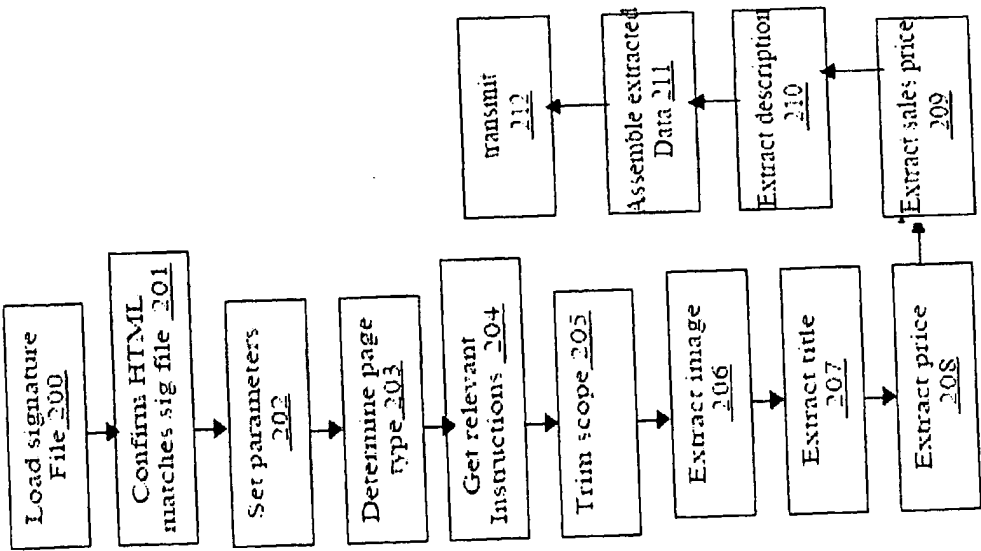 Load signature
File 200
Confirm HTML
matches sig file 201
Set parameters
202
Determine page
type 203
Get relevant
Instructions 204
Trim scope 205
Extract image
206
Extract title
207
Extract price
208
Extract sales price
209
Extract description
210
Assemble extracted
Data 211
transmit
212